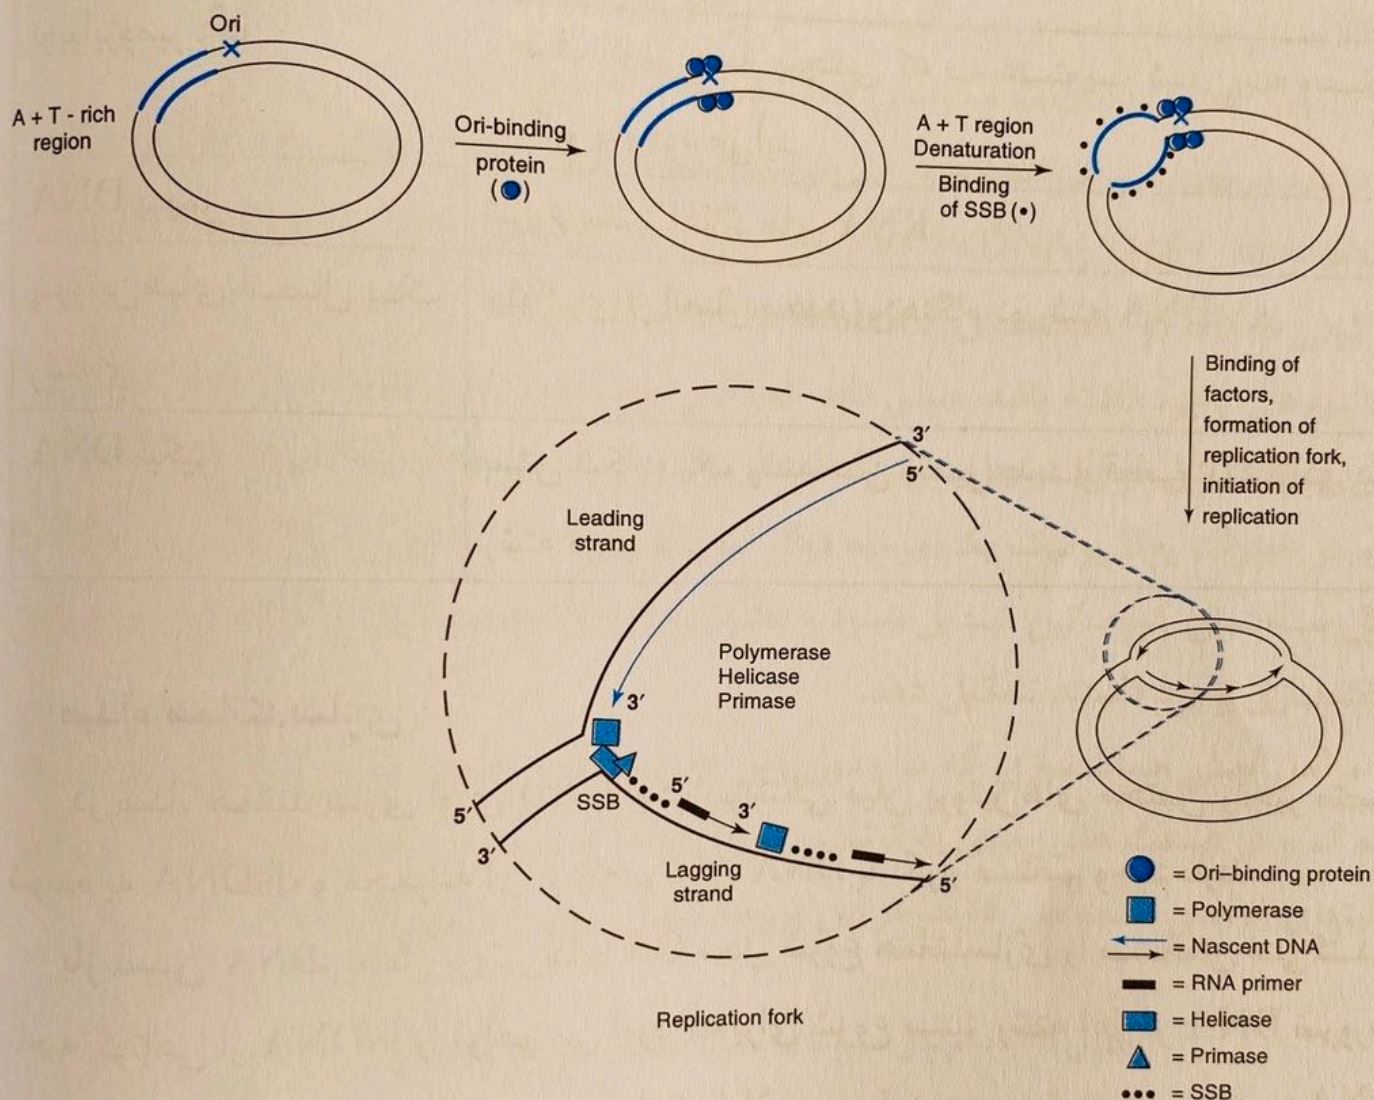 Ori
A + T - rich
region
Ori-binding
protein
( )
A + T region
Denaturation
Binding
of SSB (•)
Binding of
factors,
formation of
replication fork,
initiation of
replication
3′
5′
Leading
strand
Polymerase
Helicase
Primase
3′
5′
3′
SSB
5′
3′
Lagging
strand
5′
Replication fork
= Ori–binding protein
= Polymerase
= Nascent DNA
= RNA primer
= Helicase
= Primase
••• = SSB